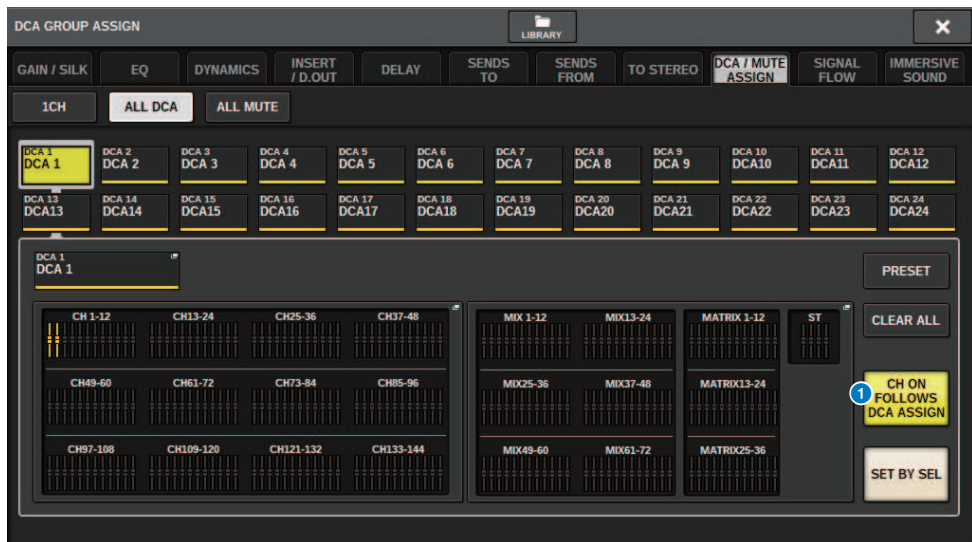 DCA GROUP ASSIGN
LIBRARY
×
GAIN / SILK
EQ
DYNAMICS
INSERT
/ D.OUT
DELAY
SENDS
TO
SENDS
FROM
TO STEREO
DCA / MUTE
ASSIGN
SIGNAL
FLOW
IMMERSIVE
SOUND
1CH
ALL DCA
ALL MUTE
DCA 1
DCA 1
DCA 2
DCA 2
DCA 3
DCA 3
DCA 4
DCA 4
DCA 5
DCA 5
DCA 6
DCA 6
DCA 7
DCA 7
DCA 8
DCA 8
DCA 9
DCA 9
DCA 10
DCA10
DCA 11
DCA11
DCA 12
DCA12
DCA 13
DCA13
DCA 14
DCA14
DCA 15
DCA15
DCA 16
DCA16
DCA 17
DCA17
DCA 18
DCA18
DCA 19
DCA19
DCA 20
DCA20
DCA 21
DCA21
DCA 22
DCA22
DCA 23
DCA23
DCA 24
DCA24
DCA 1
DCA 1
PRESET
CH 1-12
CH13-24
CH25-36
CH37-48
MIX 1-12
MIX13-24
MATRIX 1-12
ST
CLEAR ALL
CH49-60
CH61-72
CH73-84
CH85-96
MIX25-36
MIX37-48
MATRIX13-24
1
CH ON
FOLLOWS
DCA ASSIGN
CH97-108
CH109-120
CH121-132
CH133-144
MIX49-60
MIX61-72
MATRIX25-36
SET BY SEL